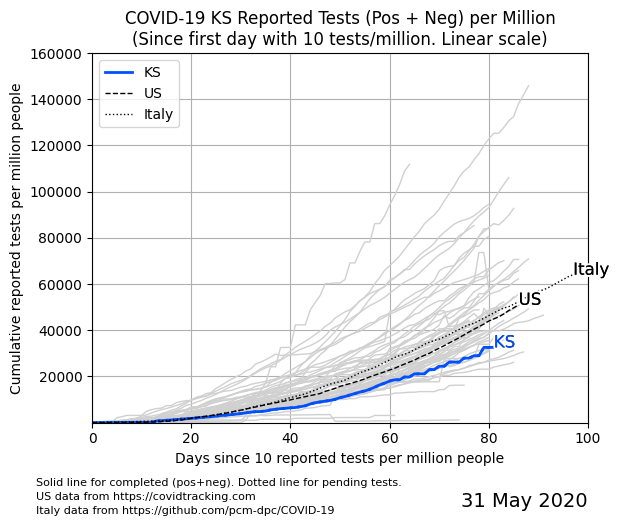 COVID-19 KS Reported Tests (Pos + Neg) per Million
(Since first day with 10 tests/million. Linear scale)
Cumulative reported tests per million people
160000
140000
120000
100000
80000
60000
40000
20000
KS
US
Italy
Italy
US
KS
0
20
40
60
80
100
Days since 10 reported tests per million people
Solid line for completed (pos+neg). Dotted line for pending tests.
US data from https://covidtracking.com
Italy data from https://github.com/pcm-dpc/COVID-19
31 May 2020